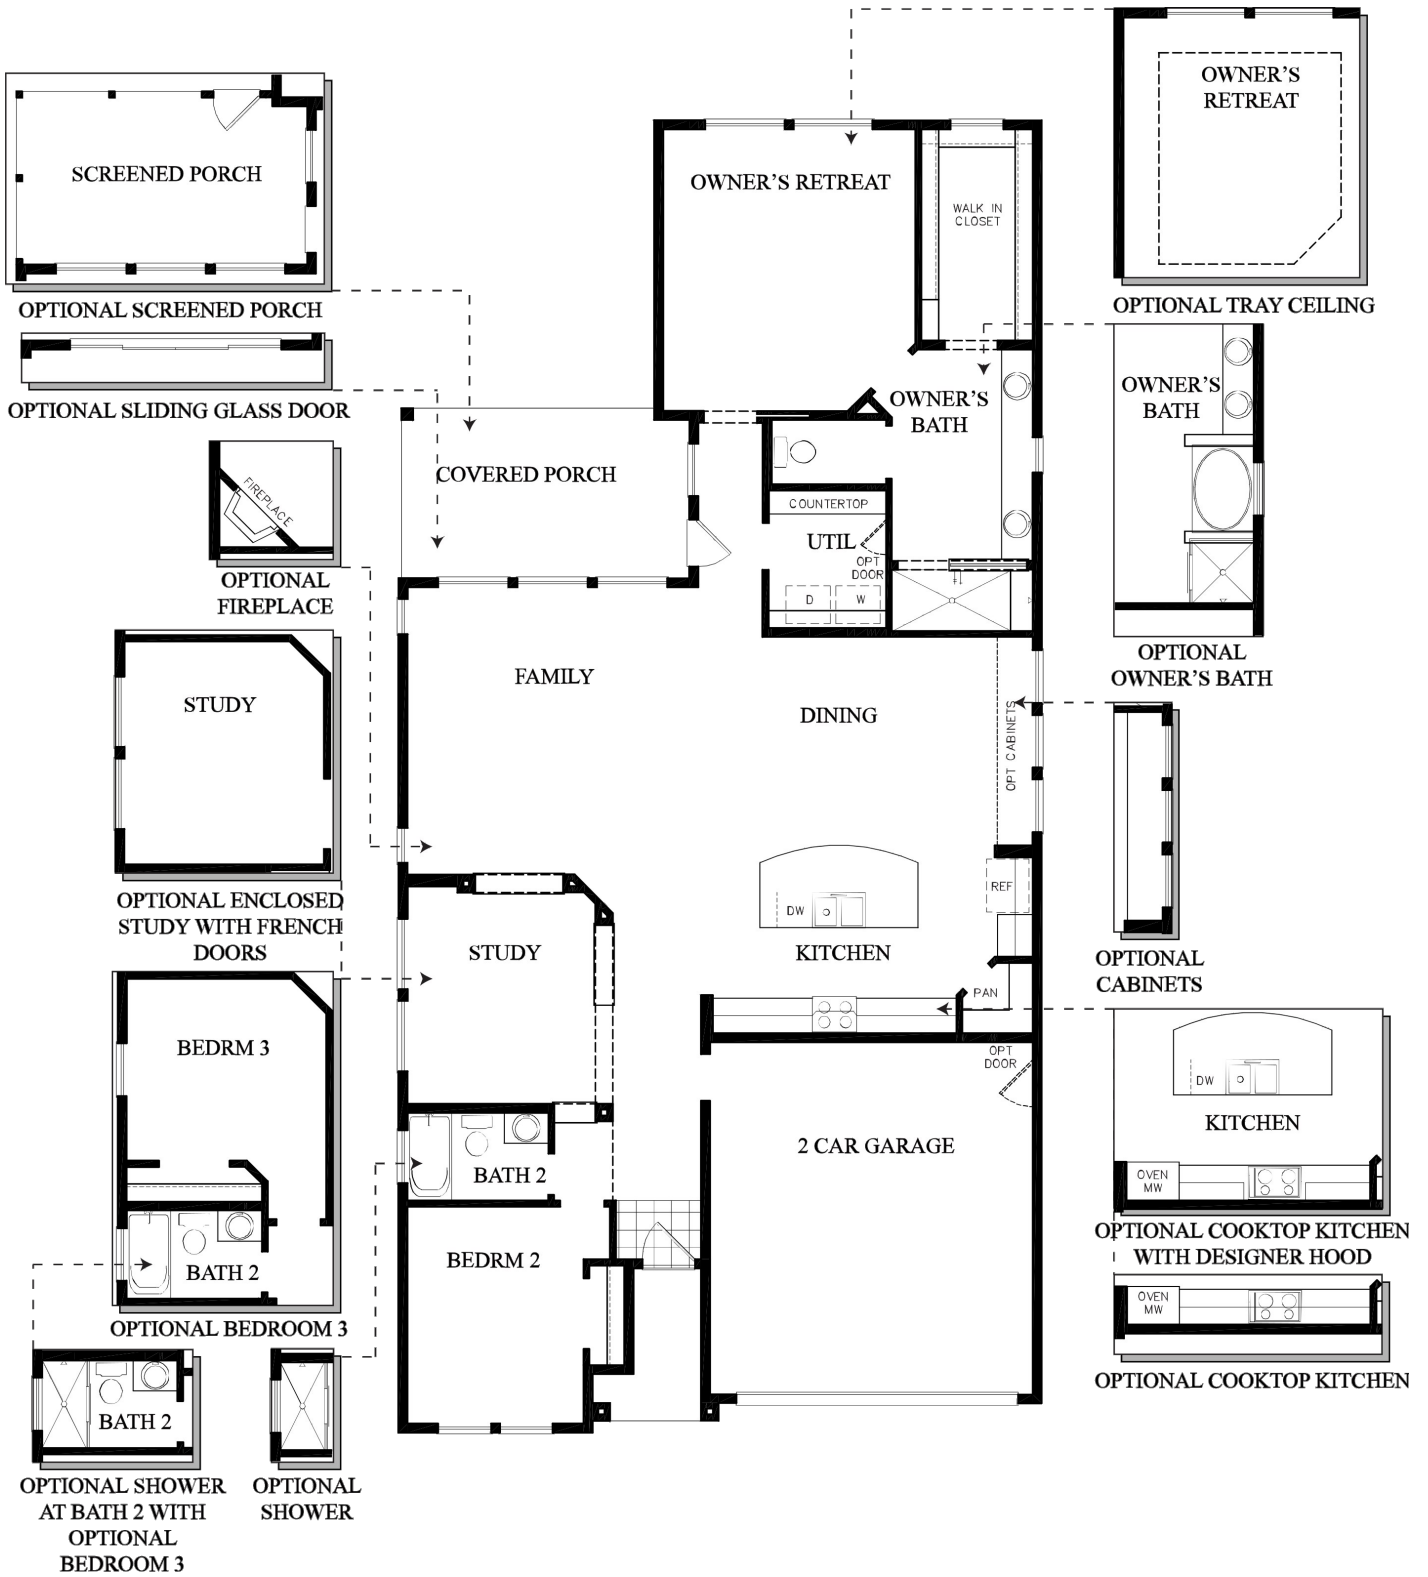 OWNER'S
RETREAT
OPTIONAL TRAY CEILING
SCREENED PORCH
OPTIONAL SCREENED PORCH
OPTIONAL SLIDING GLASS DOOR
FIREPLACE
OPTIONAL
FIREPLACE
STUDY
OPTIONAL ENCLOSED
STUDY WITH FRENCH
DOORS
BEDRM 3
BATH 2
OPTIONAL BEDROOM 3
BATH 2
OPTIONAL SHOWER
AT BATH 2 WITH
OPTIONAL
BEDROOM 3
OPTIONAL
SHOWER
OWNER'S RETREAT
WALK IN
CLOSET
OWNER'S
BATH
COVERED PORCH
COUNTERTOP
UTIL
OPT
DOOR
D
W
FAMILY
DINING
OPT CABINETS
REF
DW
KITCHEN
STUDY
PAN
OPT
DOOR
2 CAR GARAGE
BATH 2
BEDRM 2
OWNER'S
BATH
OPTIONAL
OWNER'S BATH
OPTIONAL
CABINETS
DW
KITCHEN
OVEN
MW
OPTIONAL COOKTOP KITCHEN
WITH DESIGNER HOOD
OVEN
MW
OPTIONAL COOKTOP KITCHEN